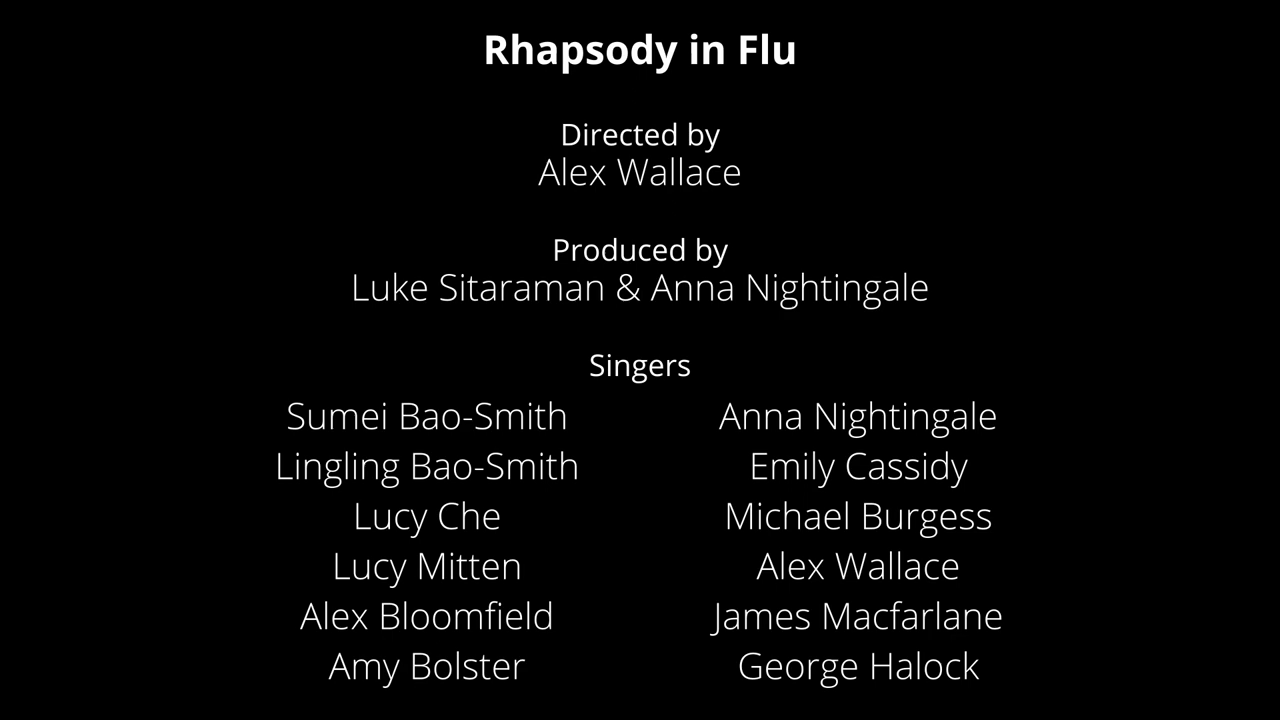 Rhapsody in Flu
Directed by
Alex Wallace
Produced by
Luke Sitaraman & Anna Nightingale
Singers
Sumei Bao-Smith
Lingling Bao-Smith
Lucy Che
Lucy Mitten
Alex Bloomfield
Amy Bolster
Anna Nightingale
Emily Cassidy
Michael Burgess
Alex Wallace
James Macfarlane
George Halock